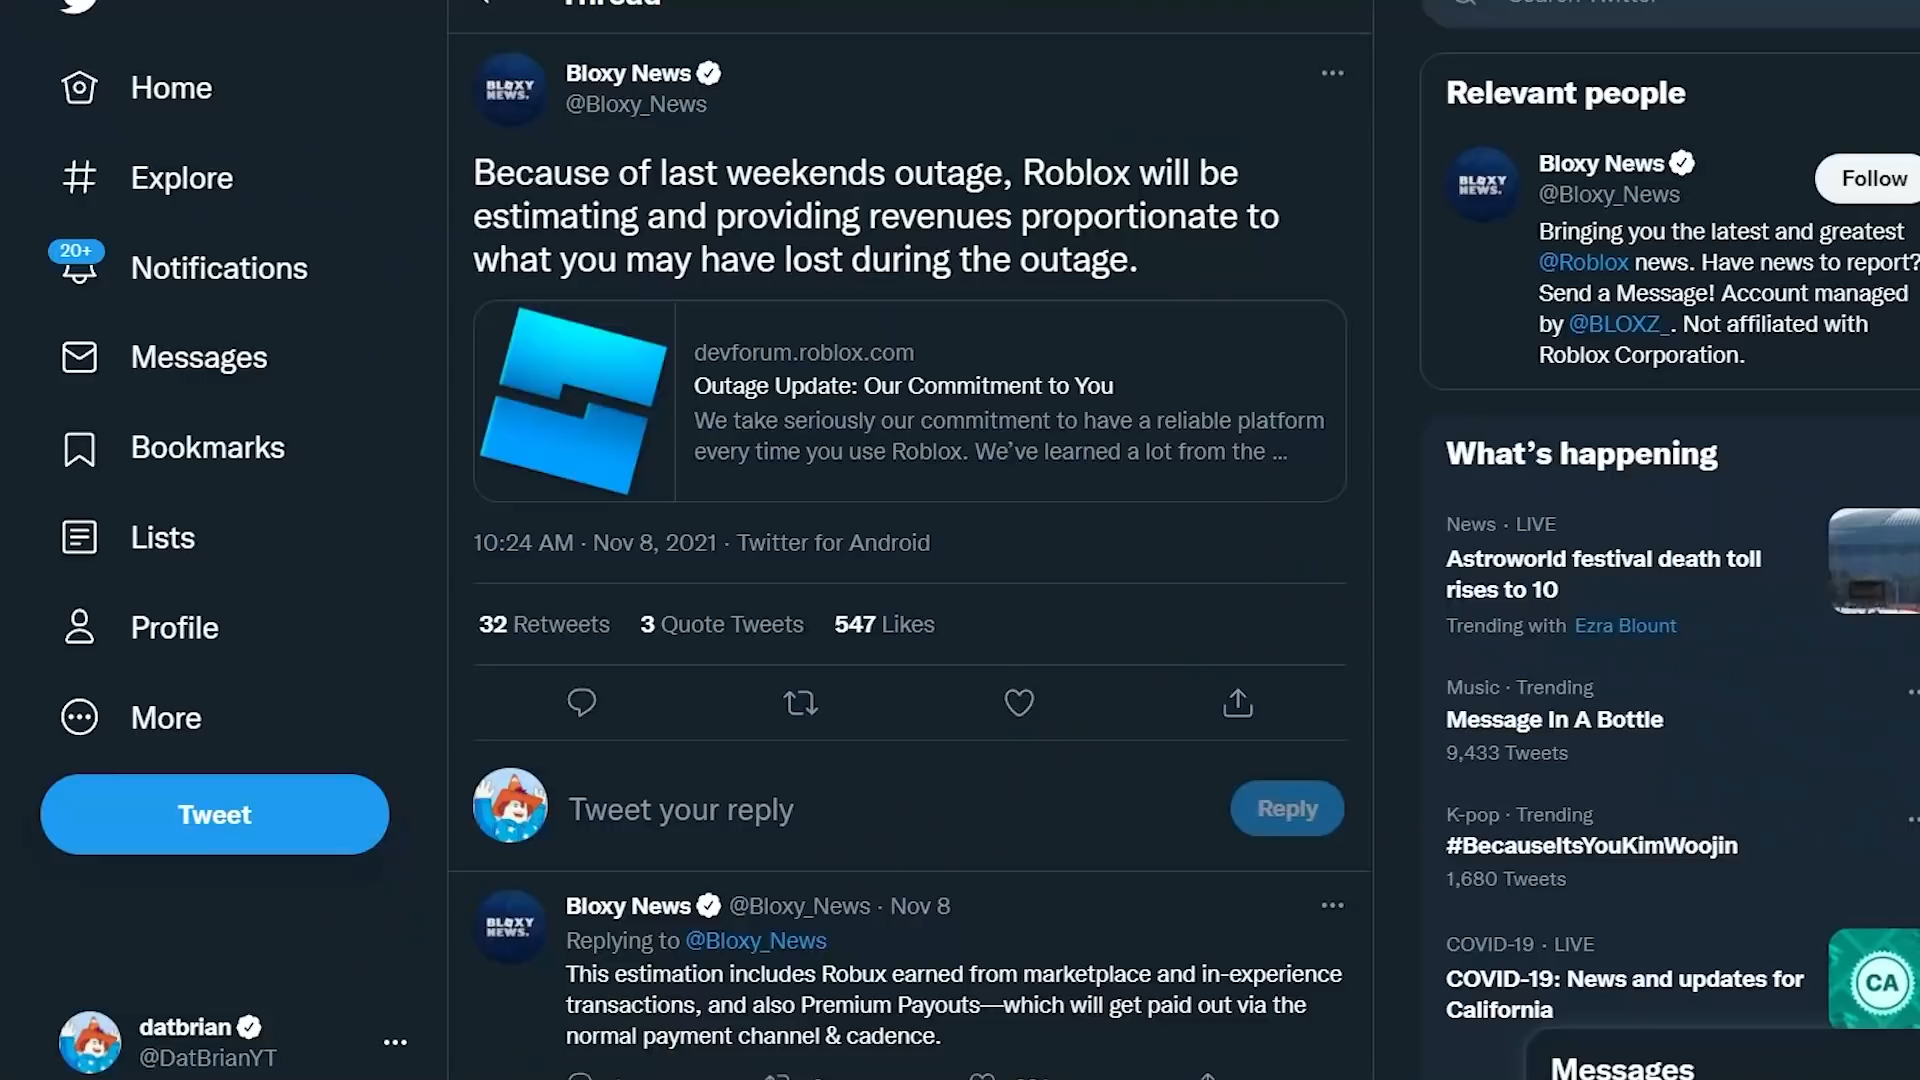 Thread
Home
Explore
20+
Notifications
Messages
Bookmarks
Lists
Profile
More
Tweet
datbrian
@DatBrianYT
BLOXY
NEWS.
Bloxy News
@Bloxy_News
Because of last weekends outage, Roblox will be
estimating and providing revenues proportionate to
what you may have lost during the outage.
devforum.roblox.com
Outage Update: Our Commitment to You
We take seriously our commitment to have a reliable platform
every time you use Roblox. We’ve learned a lot from the ...
10:24 AM · Nov 8, 2021 · Twitter for Android
32 Retweets 3 Quote Tweets 547 Likes
Tweet your reply
Reply
BLOXY
NEWS.
Bloxy News @Bloxy_News · Nov 8
Replying to @Bloxy_News
This estimation includes Robux earned from marketplace and in-experience
transactions, and also Premium Payouts—which will get paid out via the
normal payment channel & cadence.
Search Twitter
Relevant people
BLOXY
NEWS.
Bloxy News
@Bloxy_News
Follow
Bringing you the latest and greatest
@Roblox news. Have news to report?
Send a Message! Account managed
by @BLOXZ_. Not affiliated with
Roblox Corporation.
What’s happening
News · LIVE
Astroworld festival death toll
rises to 10
Trending with Ezra Blount
Music · Trending
Message In A Bottle
9,433 Tweets
K-pop · Trending
#BecauseItsYouKimWoojin
1,680 Tweets
COVID-19 · LIVE
COVID-19: News and updates for
California
CA
Messages